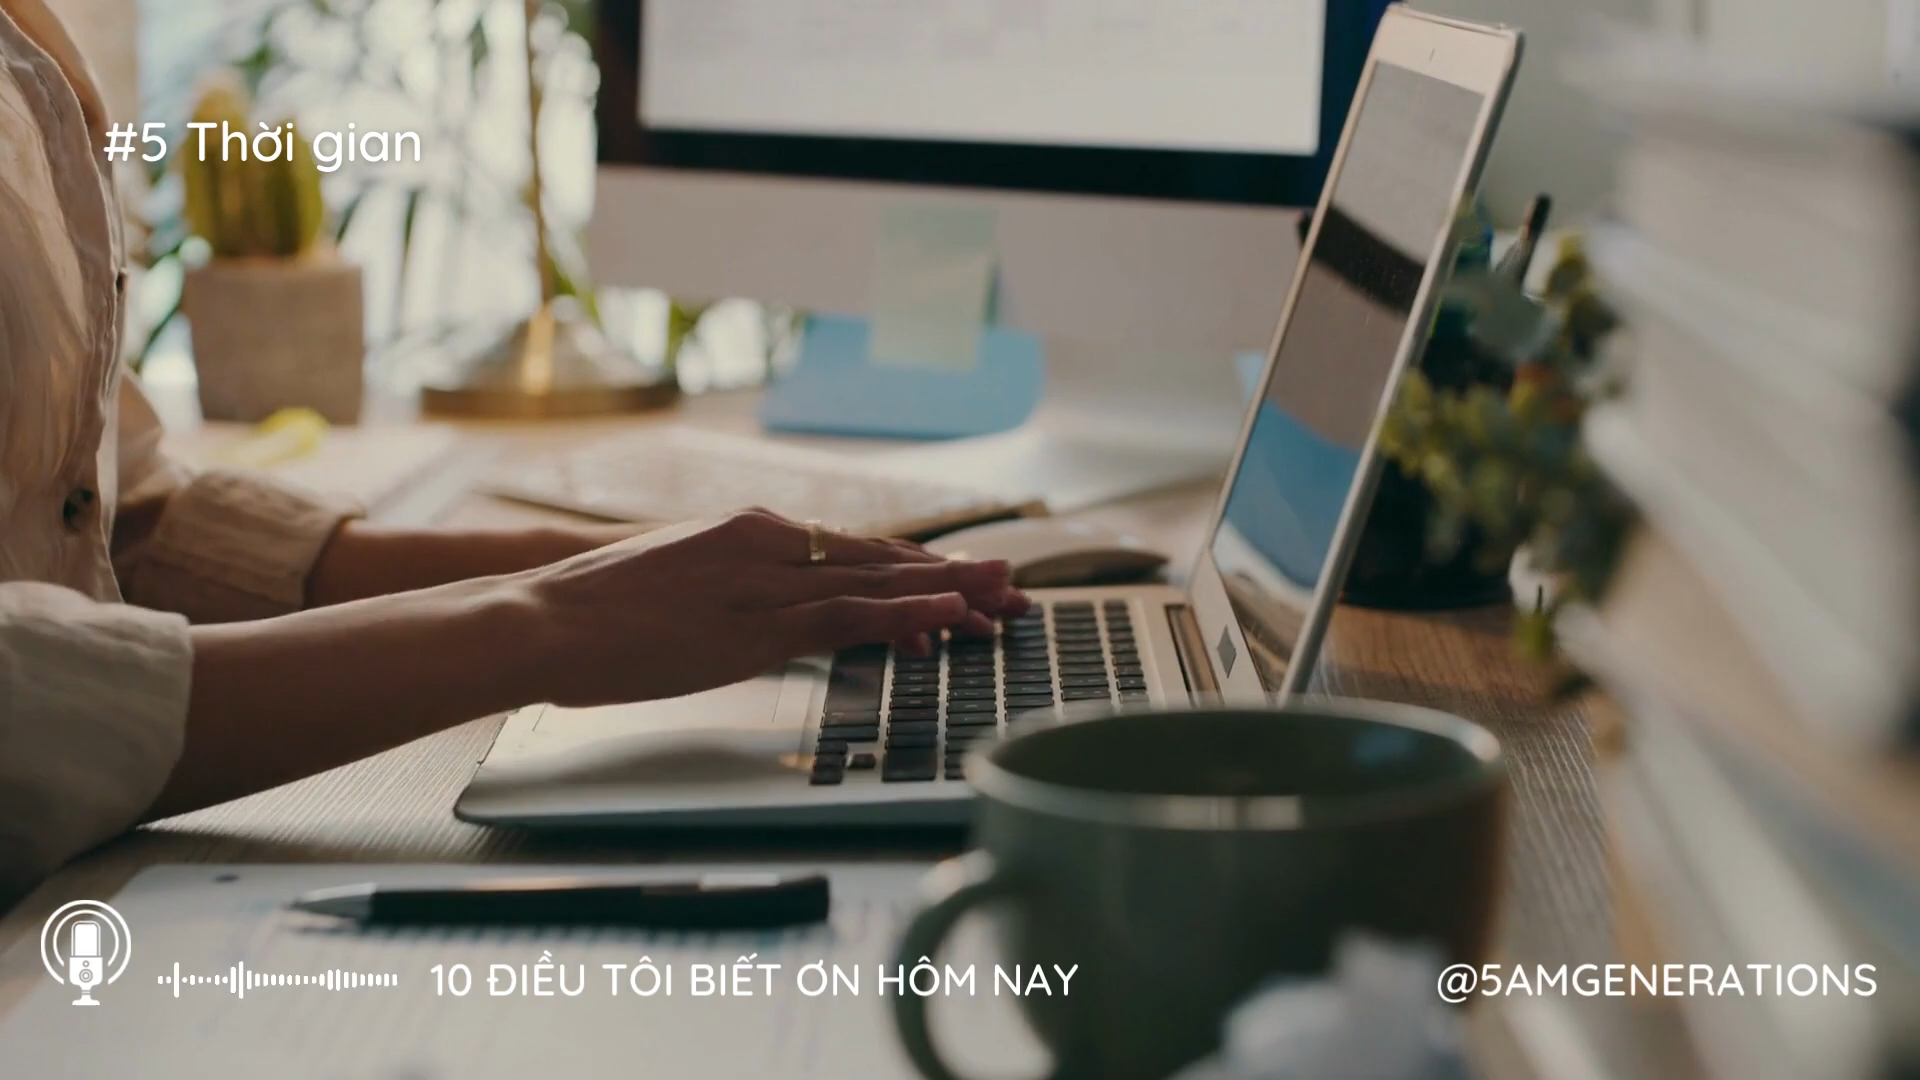 #5 Thời gian
10 ĐIỀU TÔI BIẾT ƠN HÔM NAY
@5AMGENERATIONS